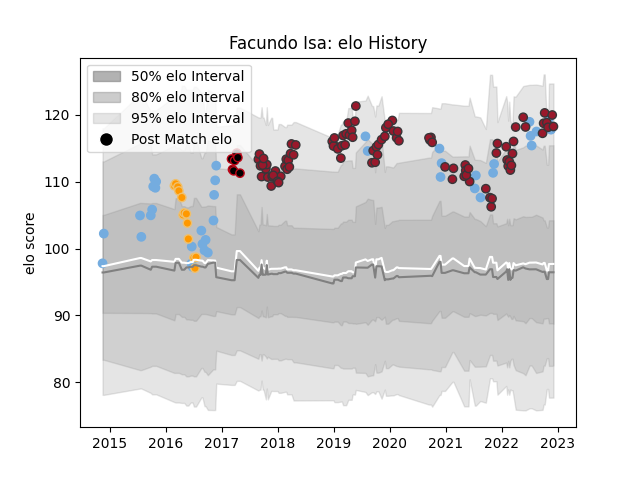 Facundo Isa: elo History
50% elo Interval
80% elo Interval
95% elo Interval
Post Match elo
elo score
120
110
100
90
80
2015 2016 2017 2018 2019 2020 2021 2022 2023